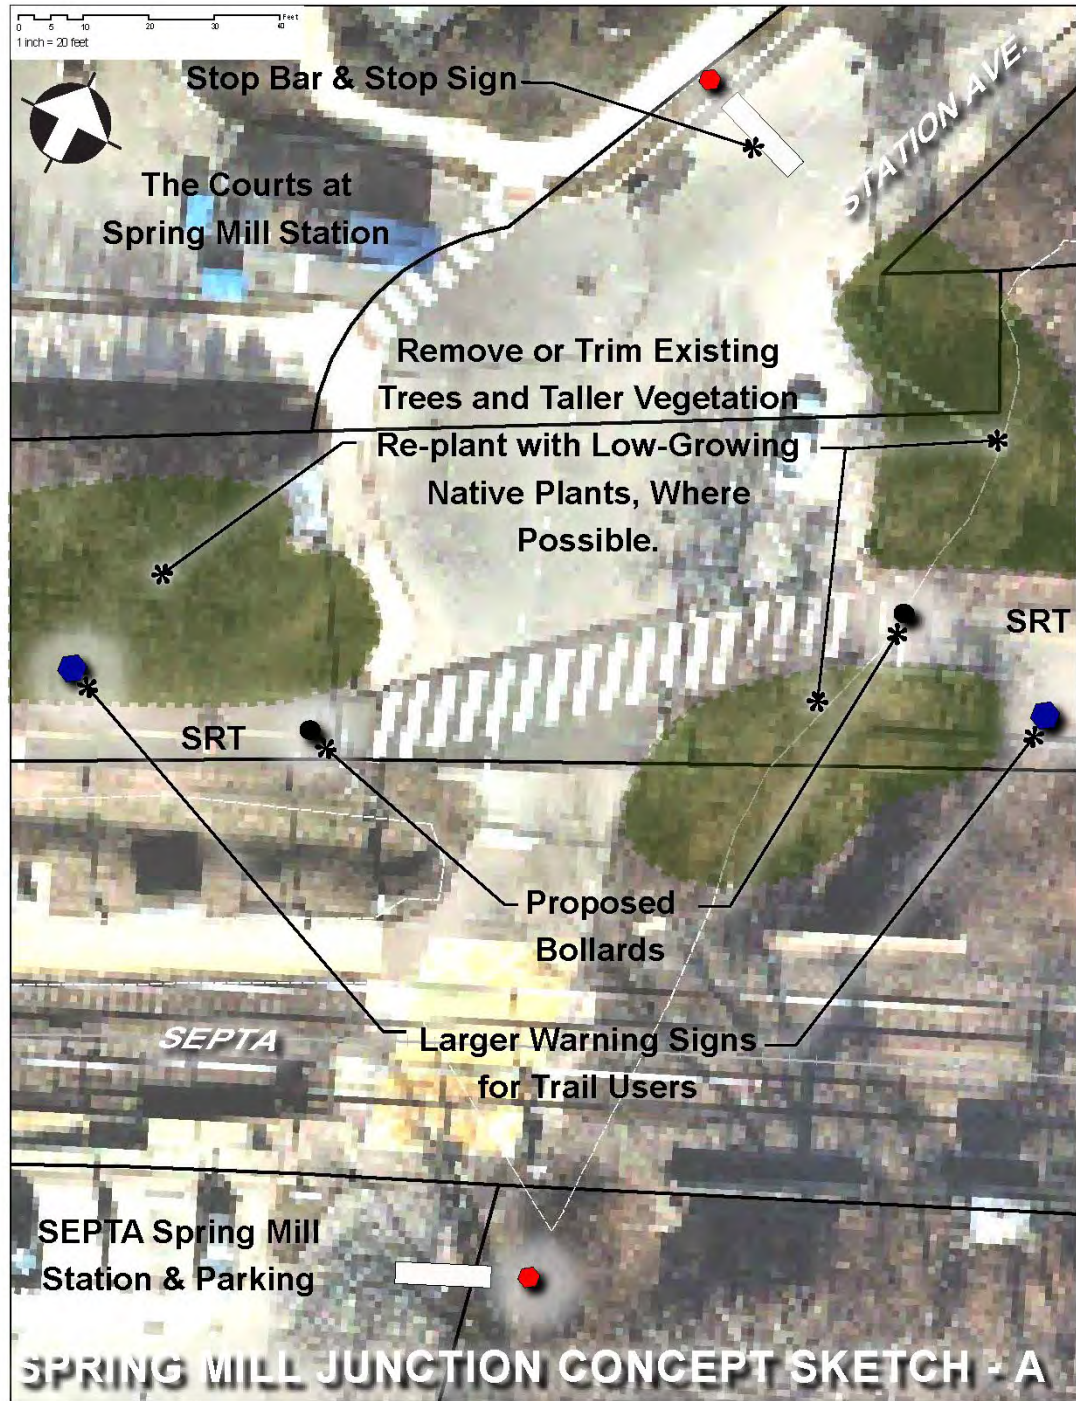 0 5 10 20 30 40 Feet
1 inch = 20 feet
Stop Bar & Stop Sign
STATION AVE.
The Courts at
Spring Mill Station
Remove or Trim Existing
Trees and Taller Vegetation
Re-plant with Low-Growing
Native Plants, Where
Possible.
SRT
SRT
Proposed
Bollards
SEPTA
Larger Warning Signs
for Trail Users
SEPTA Spring Mill
Station & Parking
SPRING MILL JUNCTION CONCEPT SKETCH - A